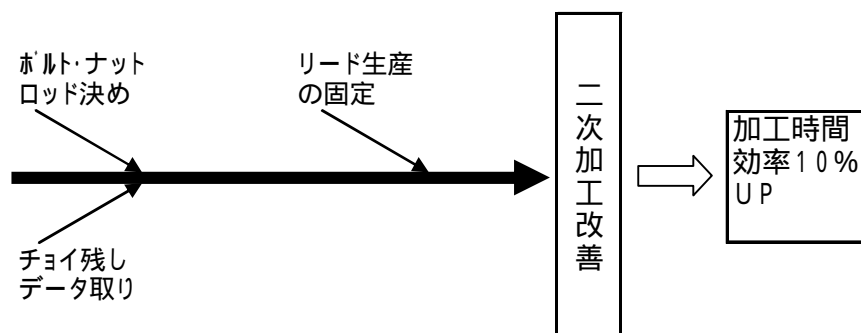 ﾎﾞﾙﾄ･ナット
ロッド決め
リード生産
の固定
チョイ残し
データ取り
二次加工改善
加工時間
効率１０％
ＵＰ